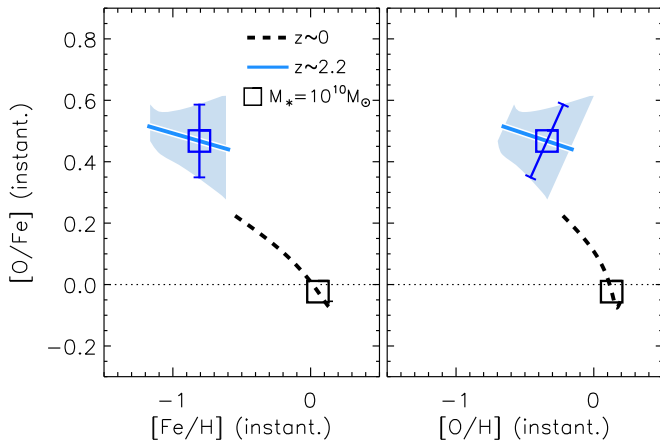 0.8
0.6
0.4
0.2
0.0
−0.2
[O/Fe] (instant.)
z~0
z~2.2
M*=10^10M⊙
−1 0
−1 0
[Fe/H] (instant.)
[O/H] (instant.)